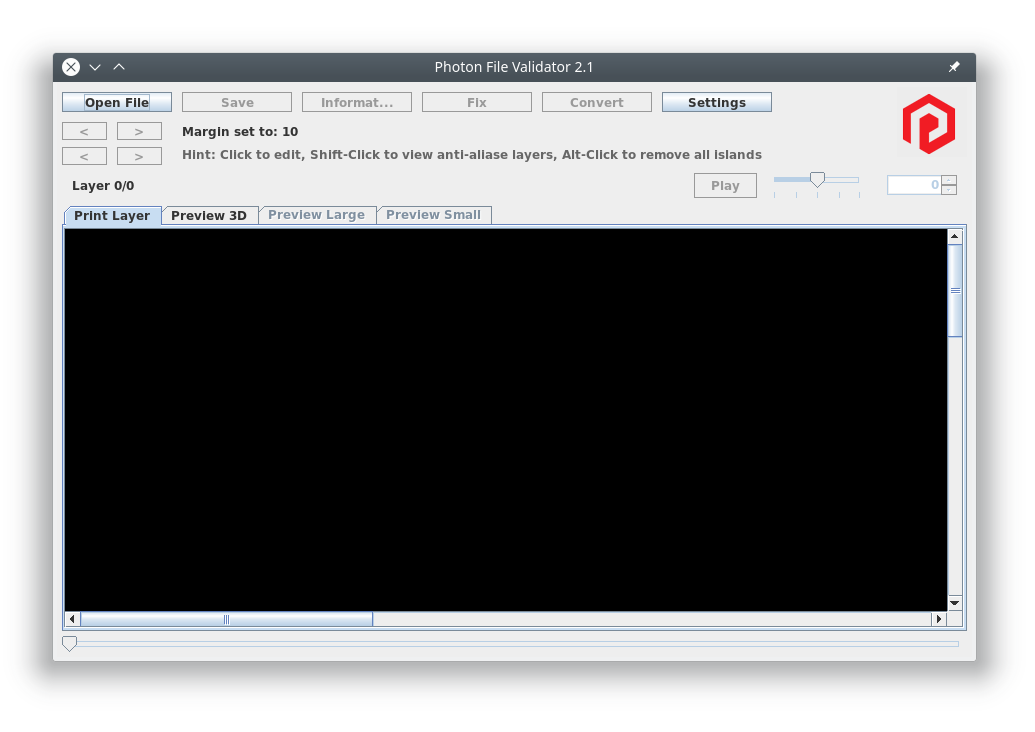 Photon File Validator 2.1
Open File Save Informat... Fix Convert Settings
< > Margin set to: 10
< > Hint: Click to edit, Shift-Click to view anti-aliase layers, Alt-Click to remove all islands
Layer 0/0 Play 0
Print Layer Preview 3D Preview Large Preview Small